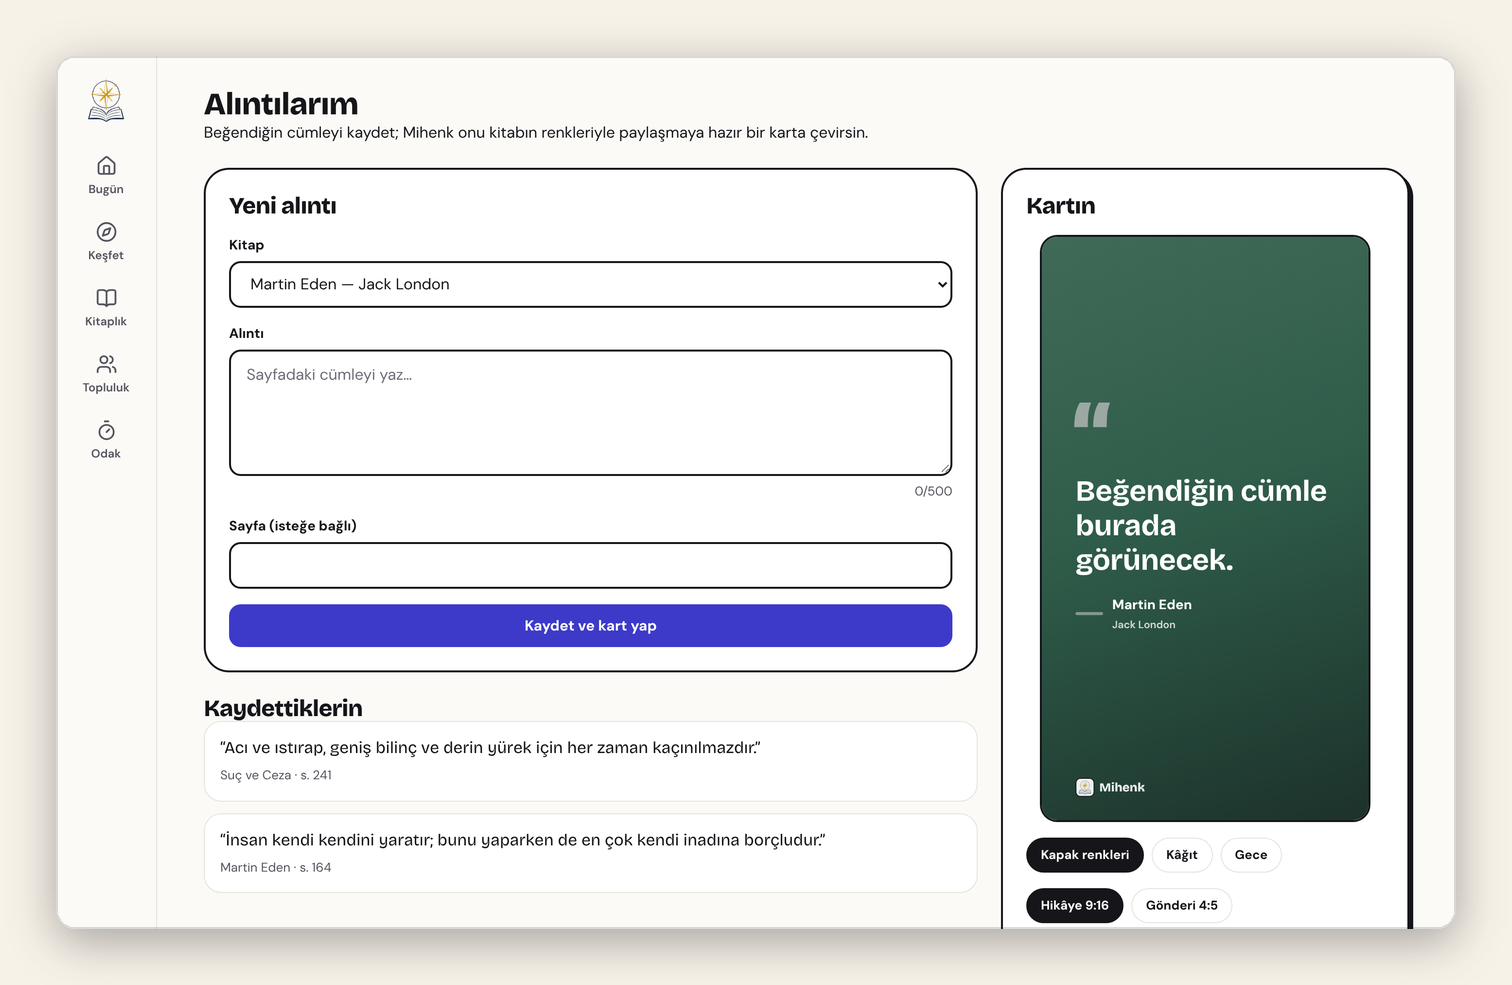 Bugün
Keşfet
Kitaplık
Topluluk
Odak
Alıntılarım
Beğendiğin cümleyi kaydet; Mihenk onu kitabın renkleriyle paylaşmaya hazır bir karta çevirsin.
Yeni alıntı
Kitap
Martin Eden — Jack London
Alıntı
Sayfadaki cümleyi yaz…
0/500
Sayfa (isteğe bağlı)
Kaydet ve kart yap
Kaydettiklerin
“Acı ve ıstırap, geniş bilinç ve derin yürek için her zaman kaçınılmazdır.”
Suç ve Ceza · s. 241
“İnsan kendi kendini yaratır; bunu yaparken de en çok kendi inadına borçludur.”
Martin Eden · s. 164
Kartın
“
Beğendiğin cümle
burada
görünecek.
Martin Eden
Jack London
Mihenk
Kapak renkleri
Kâğıt
Gece
Hikâye 9:16
Gönderi 4:5